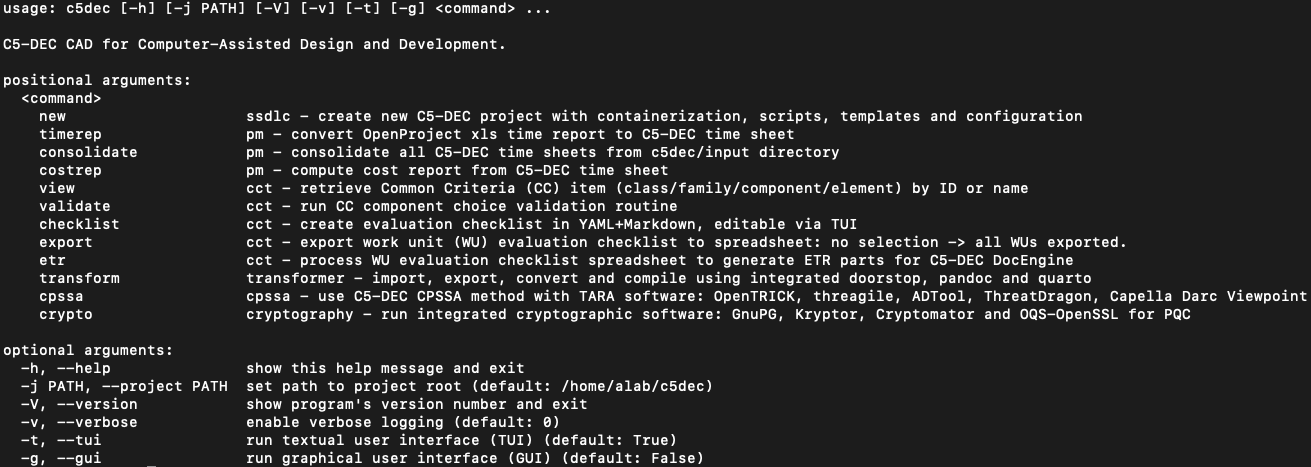 usage: c5dec [-h] [-j PATH] [-V] [-v] [-t] [-g] <command> ...
C5-DEC CAD for Computer-Assisted Design and Development.
positional arguments:
<command>
new ssdlc - create new C5-DEC project with containerization, scripts, templates and configuration
timerep pm - convert OpenProject xls time report to C5-DEC time sheet
consolidate pm - consolidate all C5-DEC time sheets from c5dec/input directory
costrep pm - compute cost report from C5-DEC time sheet
view cct - retrieve Common Criteria (CC) item (class/family/component/element) by ID or name
validate cct - run CC component choice validation routine
checklist cct - create evaluation checklist in YAML+Markdown, editable via TUI
export cct - export work unit (WU) evaluation checklist to spreadsheet: no selection -> all WUs exported.
etr cct - process WU evaluation checklist spreadsheet to generate ETR parts for C5-DEC DocEngine
transform transformer - import, export, convert and compile using integrated doorstop, pandoc and quarto
cpssa cpssa - use C5-DEC CPSSA method with TARA software: OpenTRICK, threagile, ADTool, ThreatDragon, Capella Darc Viewpoint
crypto cryptography - run integrated cryptographic software: GnuPG, Kryptor, Cryptomator and OQS-OpenSSL for PQC
optional arguments:
-h, --help show this help message and exit
-j PATH, --project PATH set path to project root (default: /home/alab/c5dec)
-V, --version show program's version number and exit
-v, --verbose enable verbose logging (default: 0)
-t, --tui run textual user interface (TUI) (default: True)
-g, --gui run graphical user interface (GUI) (default: False)